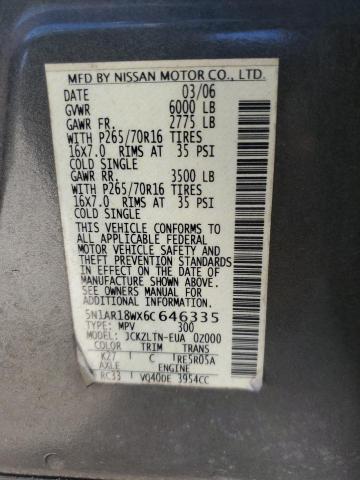 MFD BY NISSAN MOTOR CO., LTD.
DATE 03/06
GVWR 6000 LB
GAWR FR. 2775 LB
WITH P265/70R16 TIRES
16X7.0 RIMS AT 35 PSI
COLD SINGLE
GAWR RR. 3500 LB
WITH P265/70R16 TIRES
16X7.0 RIMS AT 35 PSI
COLD SINGLE
THIS VEHICLE CONFORMS TO
ALL APPLICABLE FEDERAL
MOTOR VEHICLE SAFETY AND
THEFT PREVENTION STANDARDS
IN EFFECT ON THE DATE OF
MANUFACTURE SHOWN ABOVE.
SEE OWNERS MANUAL
5N1AR18WX6C646335
TYPE: MPV 300
MODEL: JCKZLTN-EUA 0Z000
COLOR TRIM TRANS
K27 C RE5R05A
AXLE ENGINE
RC33 VQ40DE 3954CC